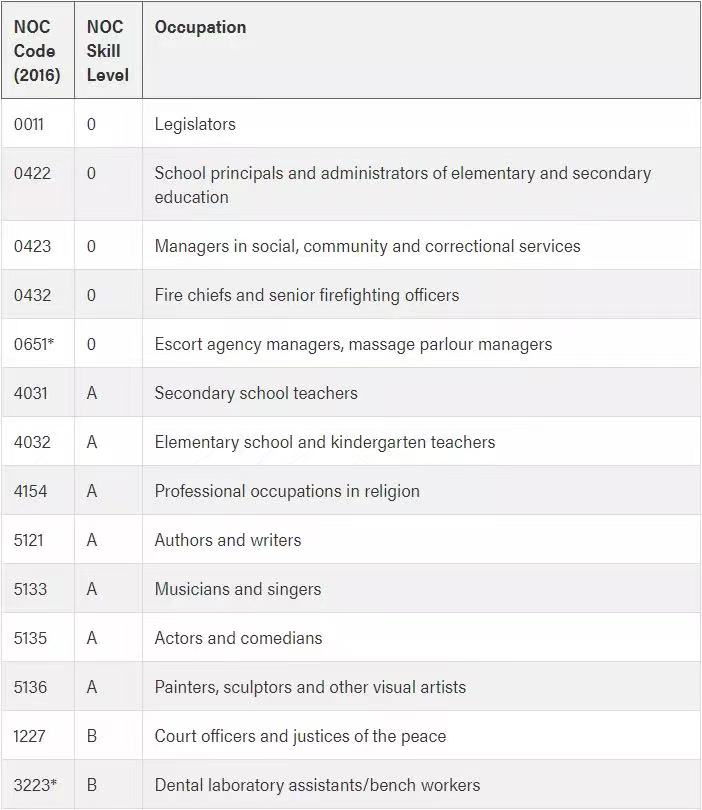 NOC Code (2016) NOC Skill Level Occupation
0011 0 Legislators
0422 0 School principals and administrators of elementary and secondary
education
0423 0 Managers in social, community and correctional services
0432 0 Fire chiefs and senior firefighting officers
0651* 0 Escort agency managers, massage parlour managers
4031 A Secondary school teachers
4032 A Elementary school and kindergarten teachers
4154 A Professional occupations in religion
5121 A Authors and writers
5133 A Musicians and singers
5135 A Actors and comedians
5136 A Painters, sculptors and other visual artists
1227 B Court officers and justices of the peace
3223* B Dental laboratory assistants/bench workers